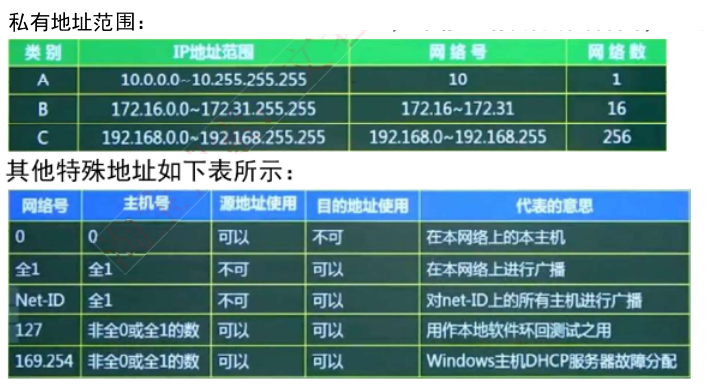 私有地址范围：
类别 IP地址范围 网络号 网络数
A 10.0.0.0~10.255.255.255 10 1
B 172.16.0.0~172.31.255.255 172.16~172.31 16
C 192.168.0.0~192.168.255.255 192.168.0~192.168.255 256
其他特殊地址如下表所示：
网络号 主机号 源地址使用 目的地址使用 代表的意思
0 0 可以 不可 在本网络上的本主机
全1 全1 不可 可以 在本网络上进行广播
Net-ID 全1 不可 可以 对net-ID上的所有主机进行广播
127 非全0或全1的数 可以 可以 用作本地软件环回测试之用
169.254 非全0或全1的数 可以 可以 Windows主机DHCP服务器故障分配